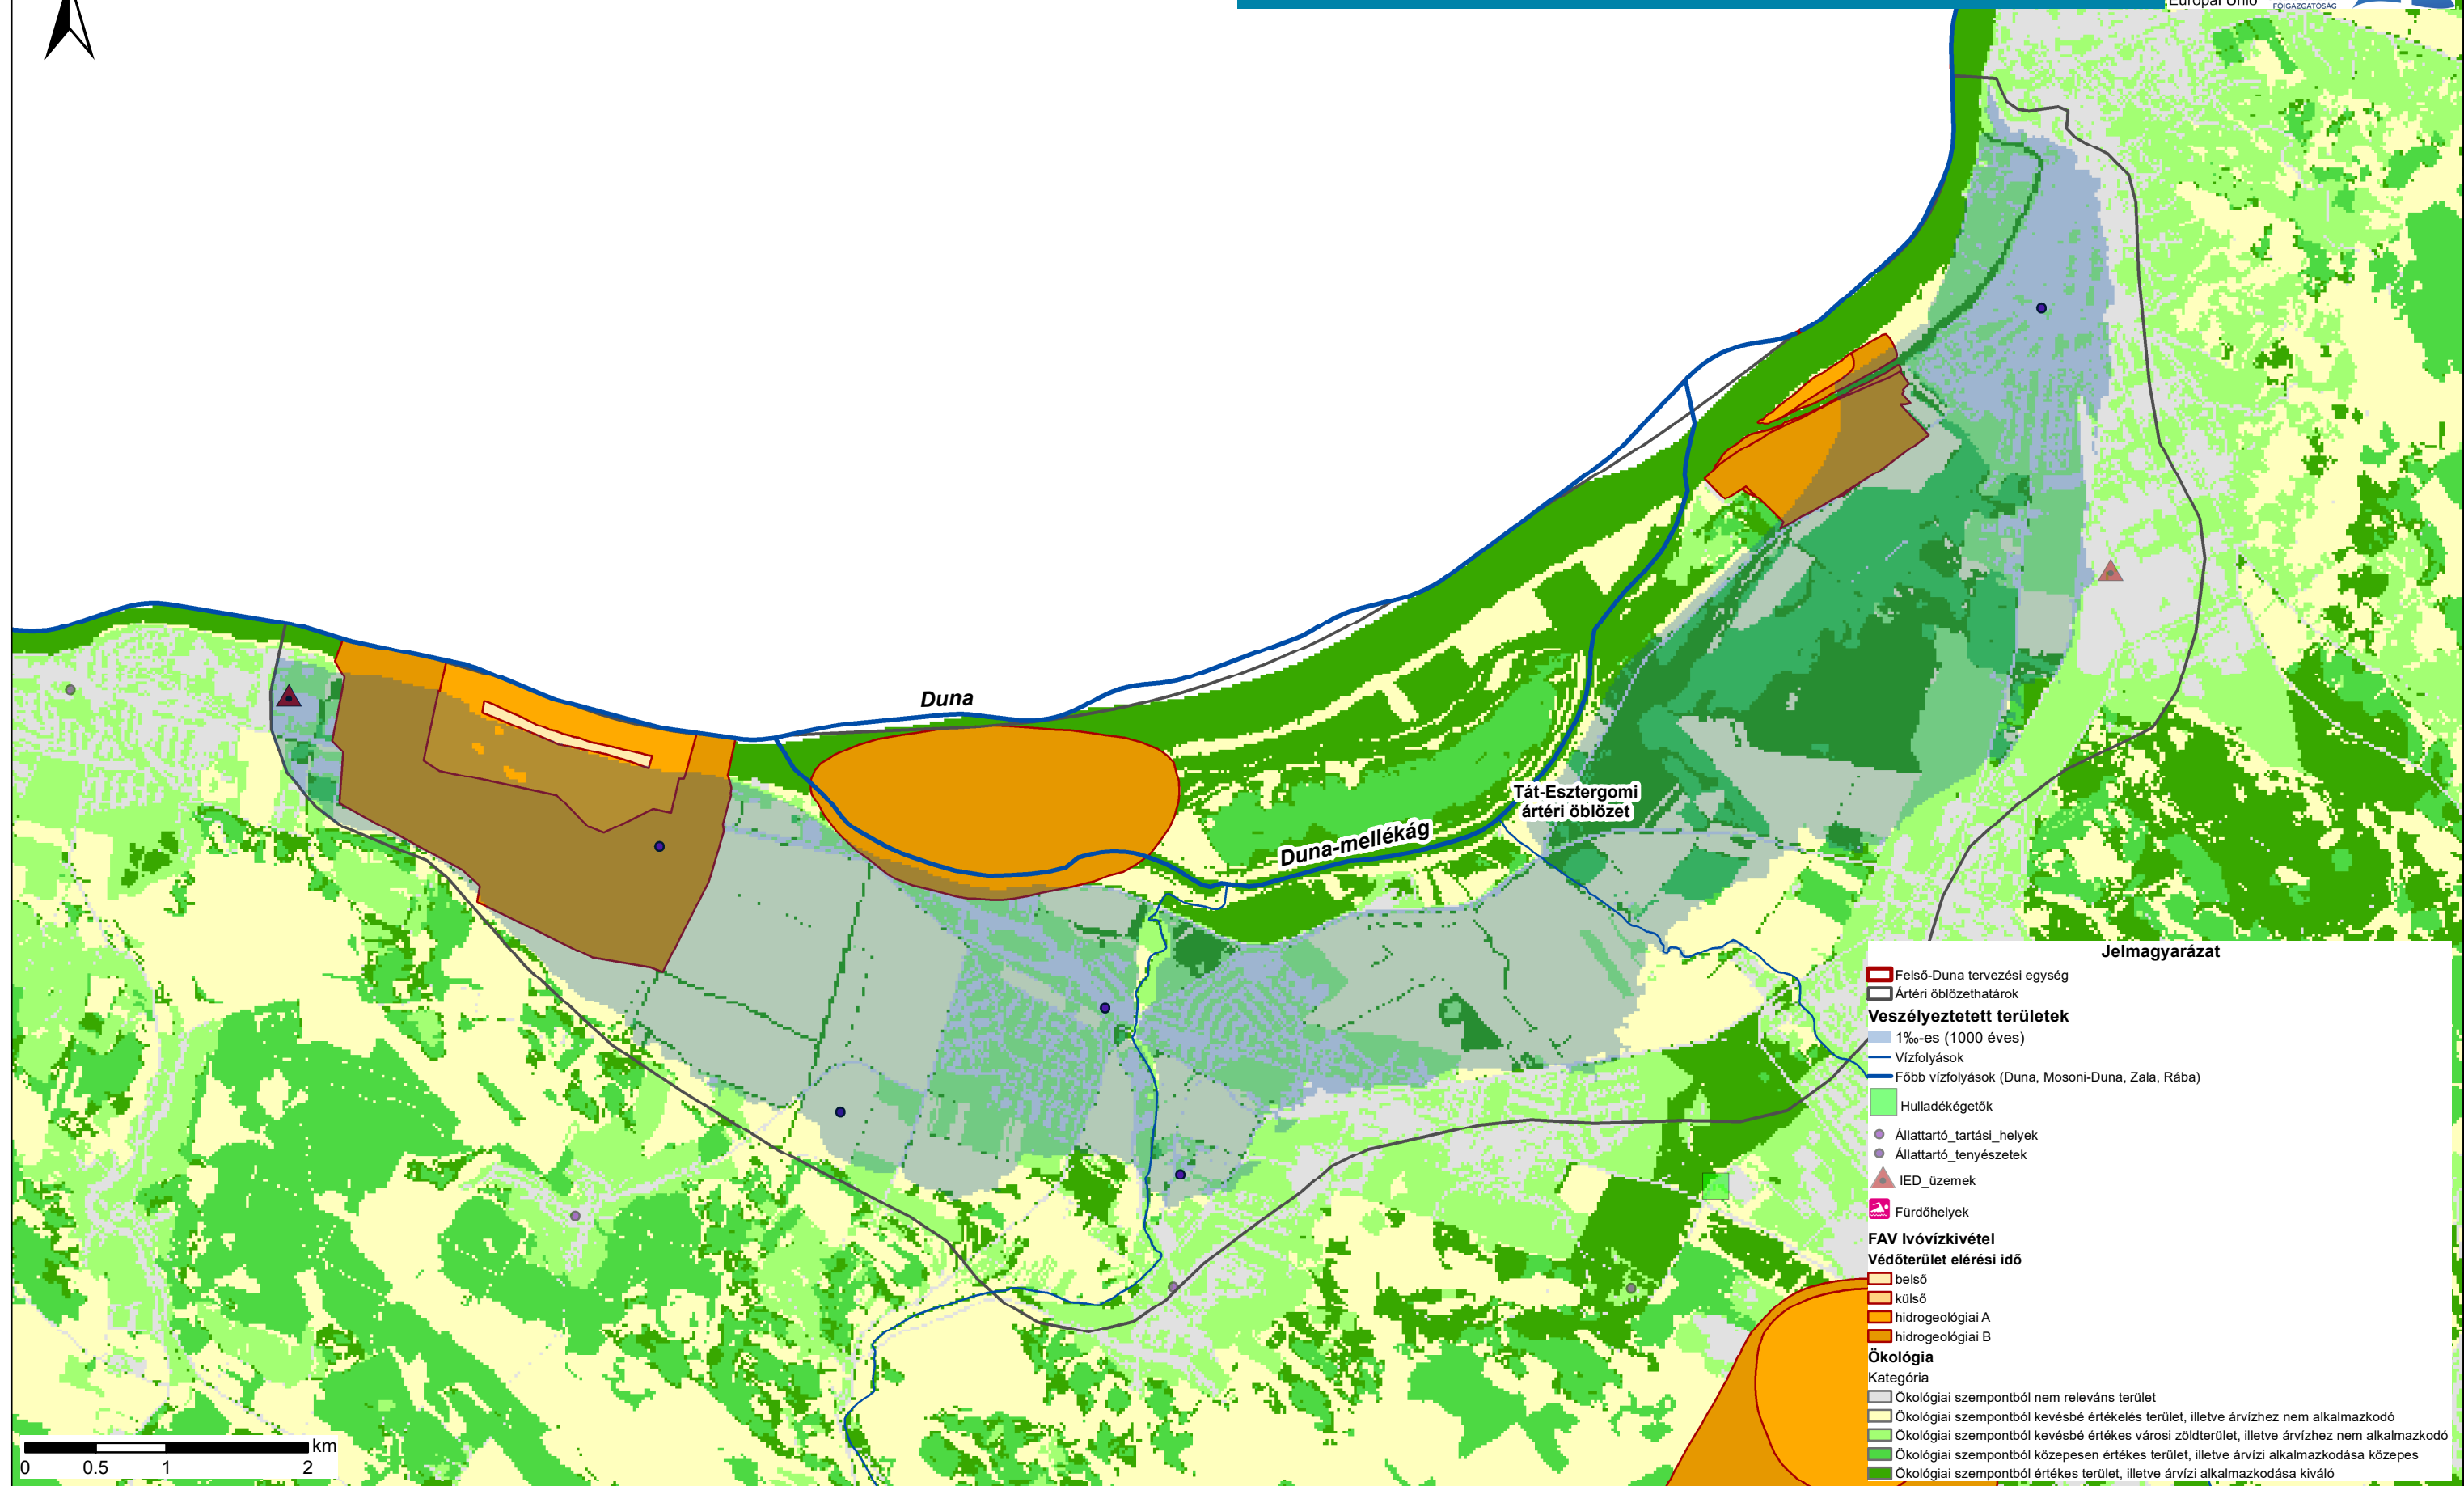 Európai Unió
FŐIGAZGATÓSÁG
Duna
Tát-Esztergomi
ártéri öblözet
Duna-mellékág
Jelmagyarázat
Felső-Duna tervezési egység
Ártéri öblözethatárok
Veszélyeztetett területek
1‰-es (1000 éves)
Vízfolyások
Főbb vízfolyások (Duna, Mosoni-Duna, Zala, Rába)
Hulladékégetők
Állattartó_tartási_helyek
Állattartó_tenyészetek
IED_üzemek
Fürdőhelyek
FAV Ivóvízkivétel
Védőterület elérési idő
belső
külső
hidrogeológiai A
hidrogeológiai B
Ökológia
Kategória
Ökológiai szempontból nem releváns terület
Ökológiai szempontból kevésbé értékelés terület, illetve árvízhez nem alkalmazkodó
Ökológiai szempontból kevésbé értékes városi zöldterület, illetve árvízhez nem alkalmazkodó
Ökológiai szempontból közepesen értékes terület, illetve árvízi alkalmazkodása közepes
Ökológiai szempontból értékes terület, illetve árvízi alkalmazkodása kiváló
km
0 0.5 1 2